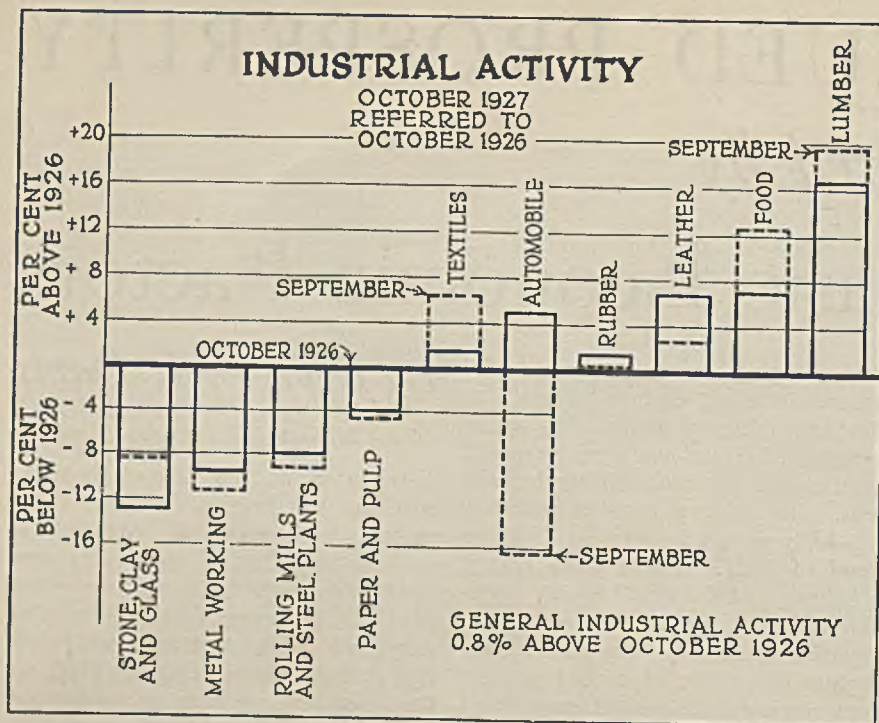 INDUSTRIAL ACTIVITY
OCTOBER 1927
REFERRED TO
OCTOBER 1926
PER CENT
ABOVE 1926
+20
+16
+12
+ 8
+ 4
PER CENT
BELOW 1926
- 4
- 8
-12
-16
SEPTEMBER
OCTOBER 1926
SEPTEMBER
SEPTEMBER
STONE, CLAY
AND GLASS
METAL WORKING
ROLLING MILLS
AND STEEL PLANTS
PAPER AND PULP
TEXTILES
AUTOMOBILE
RUBBER
LEATHER
FOOD
LUMBER
GENERAL INDUSTRIAL ACTIVITY
0.8% ABOVE OCTOBER 1926